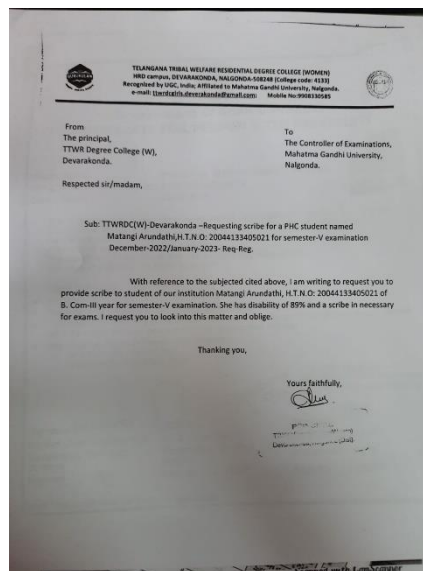 TELANGANA TRIBAL WELFARE RESIDENTIAL DEGREE COLLEGE (WOMEN)
HRD campus, DEVARAKONDA, NALGONDA-508248 (College code: 4133)
Recognised by UGC, India; Affiliated to Mahatma Gandhi University, Nalgonda.
e-mail: ttwrdcgirls.devarakonda@gmail.com; Mobile No:9908130585
From
The principal,
TTWR Degree College (W),
Devarakonda.
To
The Controller of Examinations,
Mahatma Gandhi University,
Nalgonda.
Respected sir/madam,
Sub: TTWRDC(W)-Devarakonda –Requesting scribe for a PHC student named
Matangi Arundathi,H.T.N.O: 20044133405021 for semester-V examination
December-2022/January-2023- Req-Reg.
With reference to the subjected cited above, I am writing to request you to
provide scribe to student of our institution Matangi Arundathi, H.T.N.O: 20044133405021 of
B. Com-III year for semester-V examination. She has disability of 89% and a scribe in necessary
for exams. I request you to look into this matter and oblige.
Thanking you,
Yours faithfully,